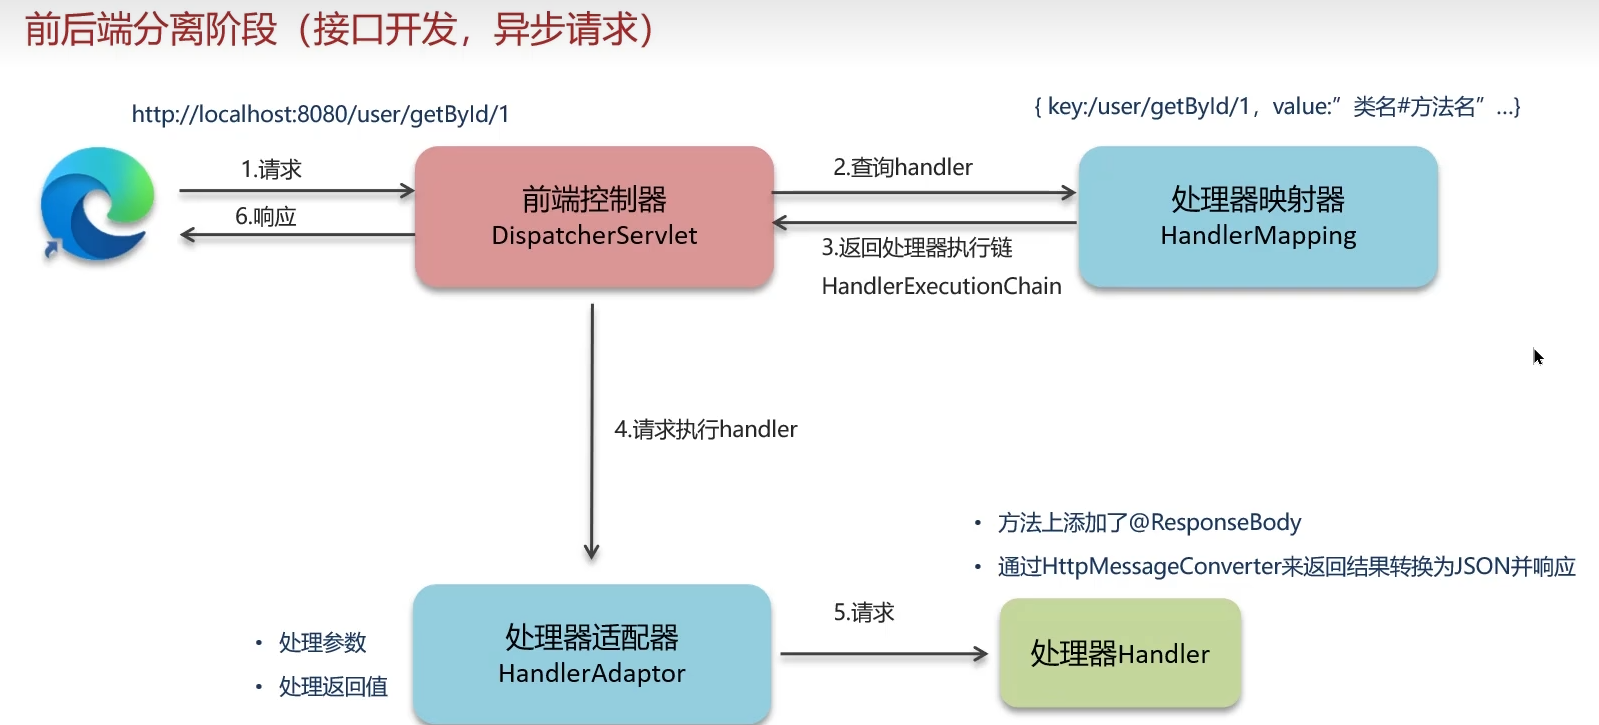 前后端分离阶段（接口开发，异步请求）
http://localhost:8080/user/getById/1
{ key:/user/getById/1，value:”类名#方法名”...}
1.请求
6.响应
前端控制器
DispatcherServlet
2.查询handler
3.返回处理器执行链
HandlerExecutionChain
处理器映射器
HandlerMapping
4.请求执行handler
• 方法上添加了@ResponseBody
• 通过HttpMessageConverter来返回结果转换为JSON并响应
• 处理参数
• 处理返回值
处理器适配器
HandlerAdaptor
5.请求
处理器Handler